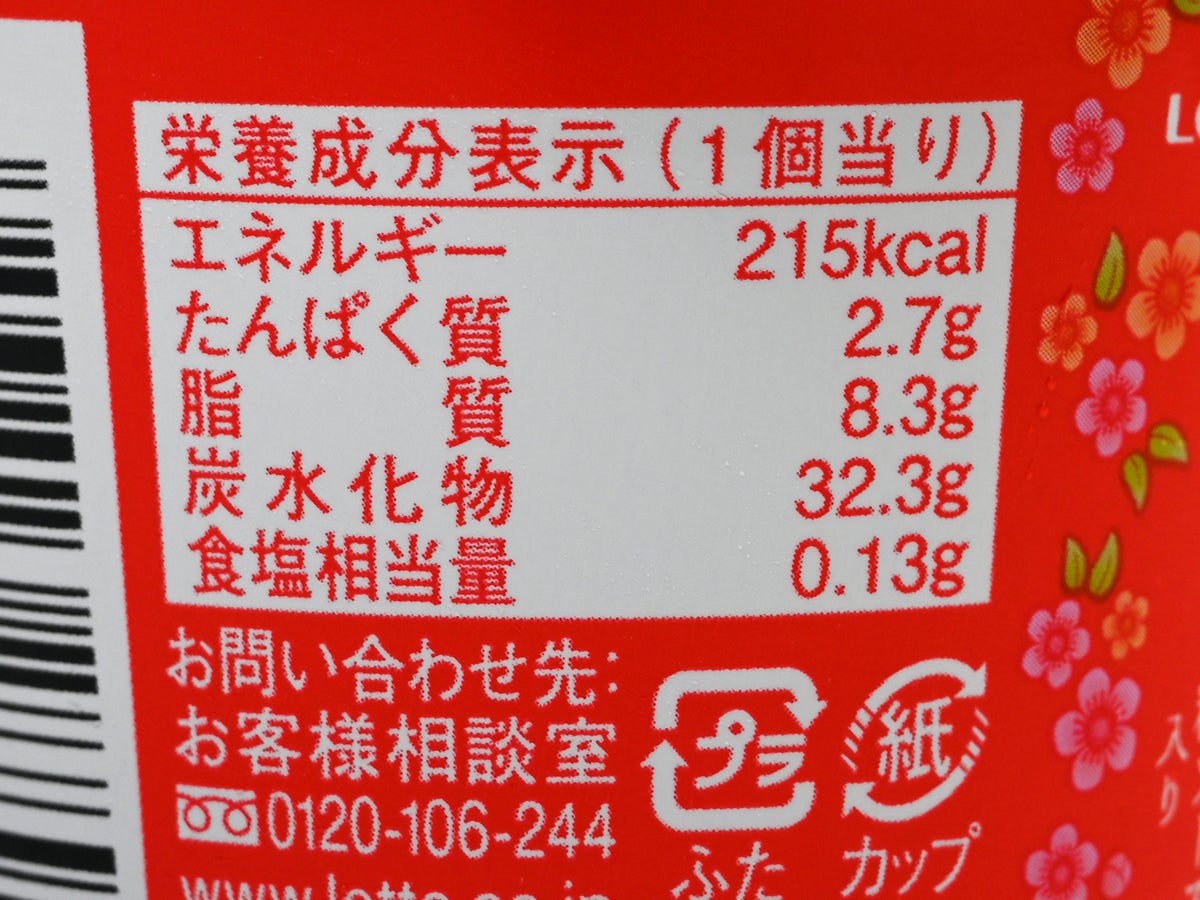 栄養成分表示(1個当り)
エネルギー 215kcal
たんぱく質 2.7g
脂質 8.3g
炭水化物 32.3g
食塩相当量 0.13g
お問い合わせ先:
お客様相談室
0120-106-244
プラ
ふた
紙
カップ
入り